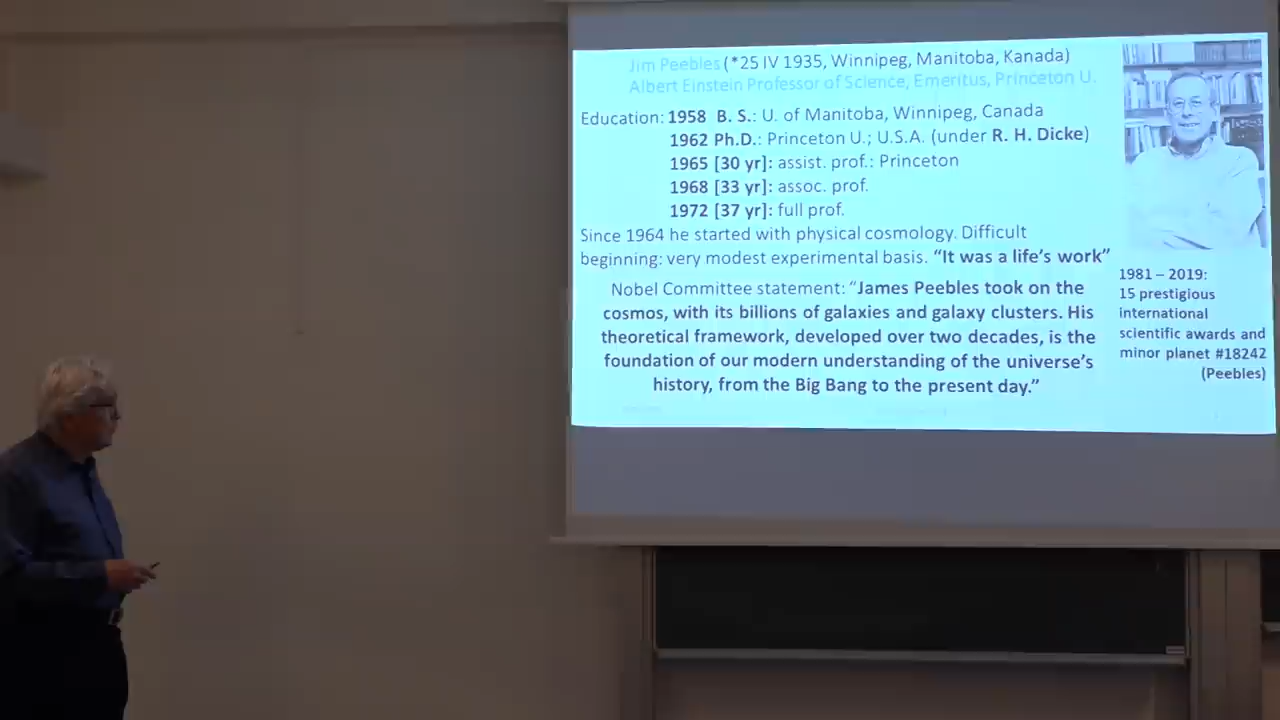 Jim Peebles (*25 IV 1935, Winnipeg, Manitoba, Kanada)
Albert Einstein Professor of Science, Emeritus, Princeton U.
Education: 1958 B. S.: U. of Manitoba, Winnipeg, Canada
1962 Ph.D.: Princeton U.; U.S.A. (under R. H. Dicke)
1965 [30 yr]: assist. prof.: Princeton
1968 [33 yr]: assoc. prof.
1972 [37 yr]: full prof.
Since 1964 he started with physical cosmology. Difficult
beginning: very modest experimental basis. “It was a life’s work”
Nobel Committee statement: “James Peebles took on the
cosmos, with its billions of galaxies and galaxy clusters. His
theoretical framework, developed over two decades, is the
foundation of our modern understanding of the universe’s
history, from the Big Bang to the present day.”
1981 – 2019:
15 prestigious
international
scientific awards and
minor planet #18242
(Peebles)